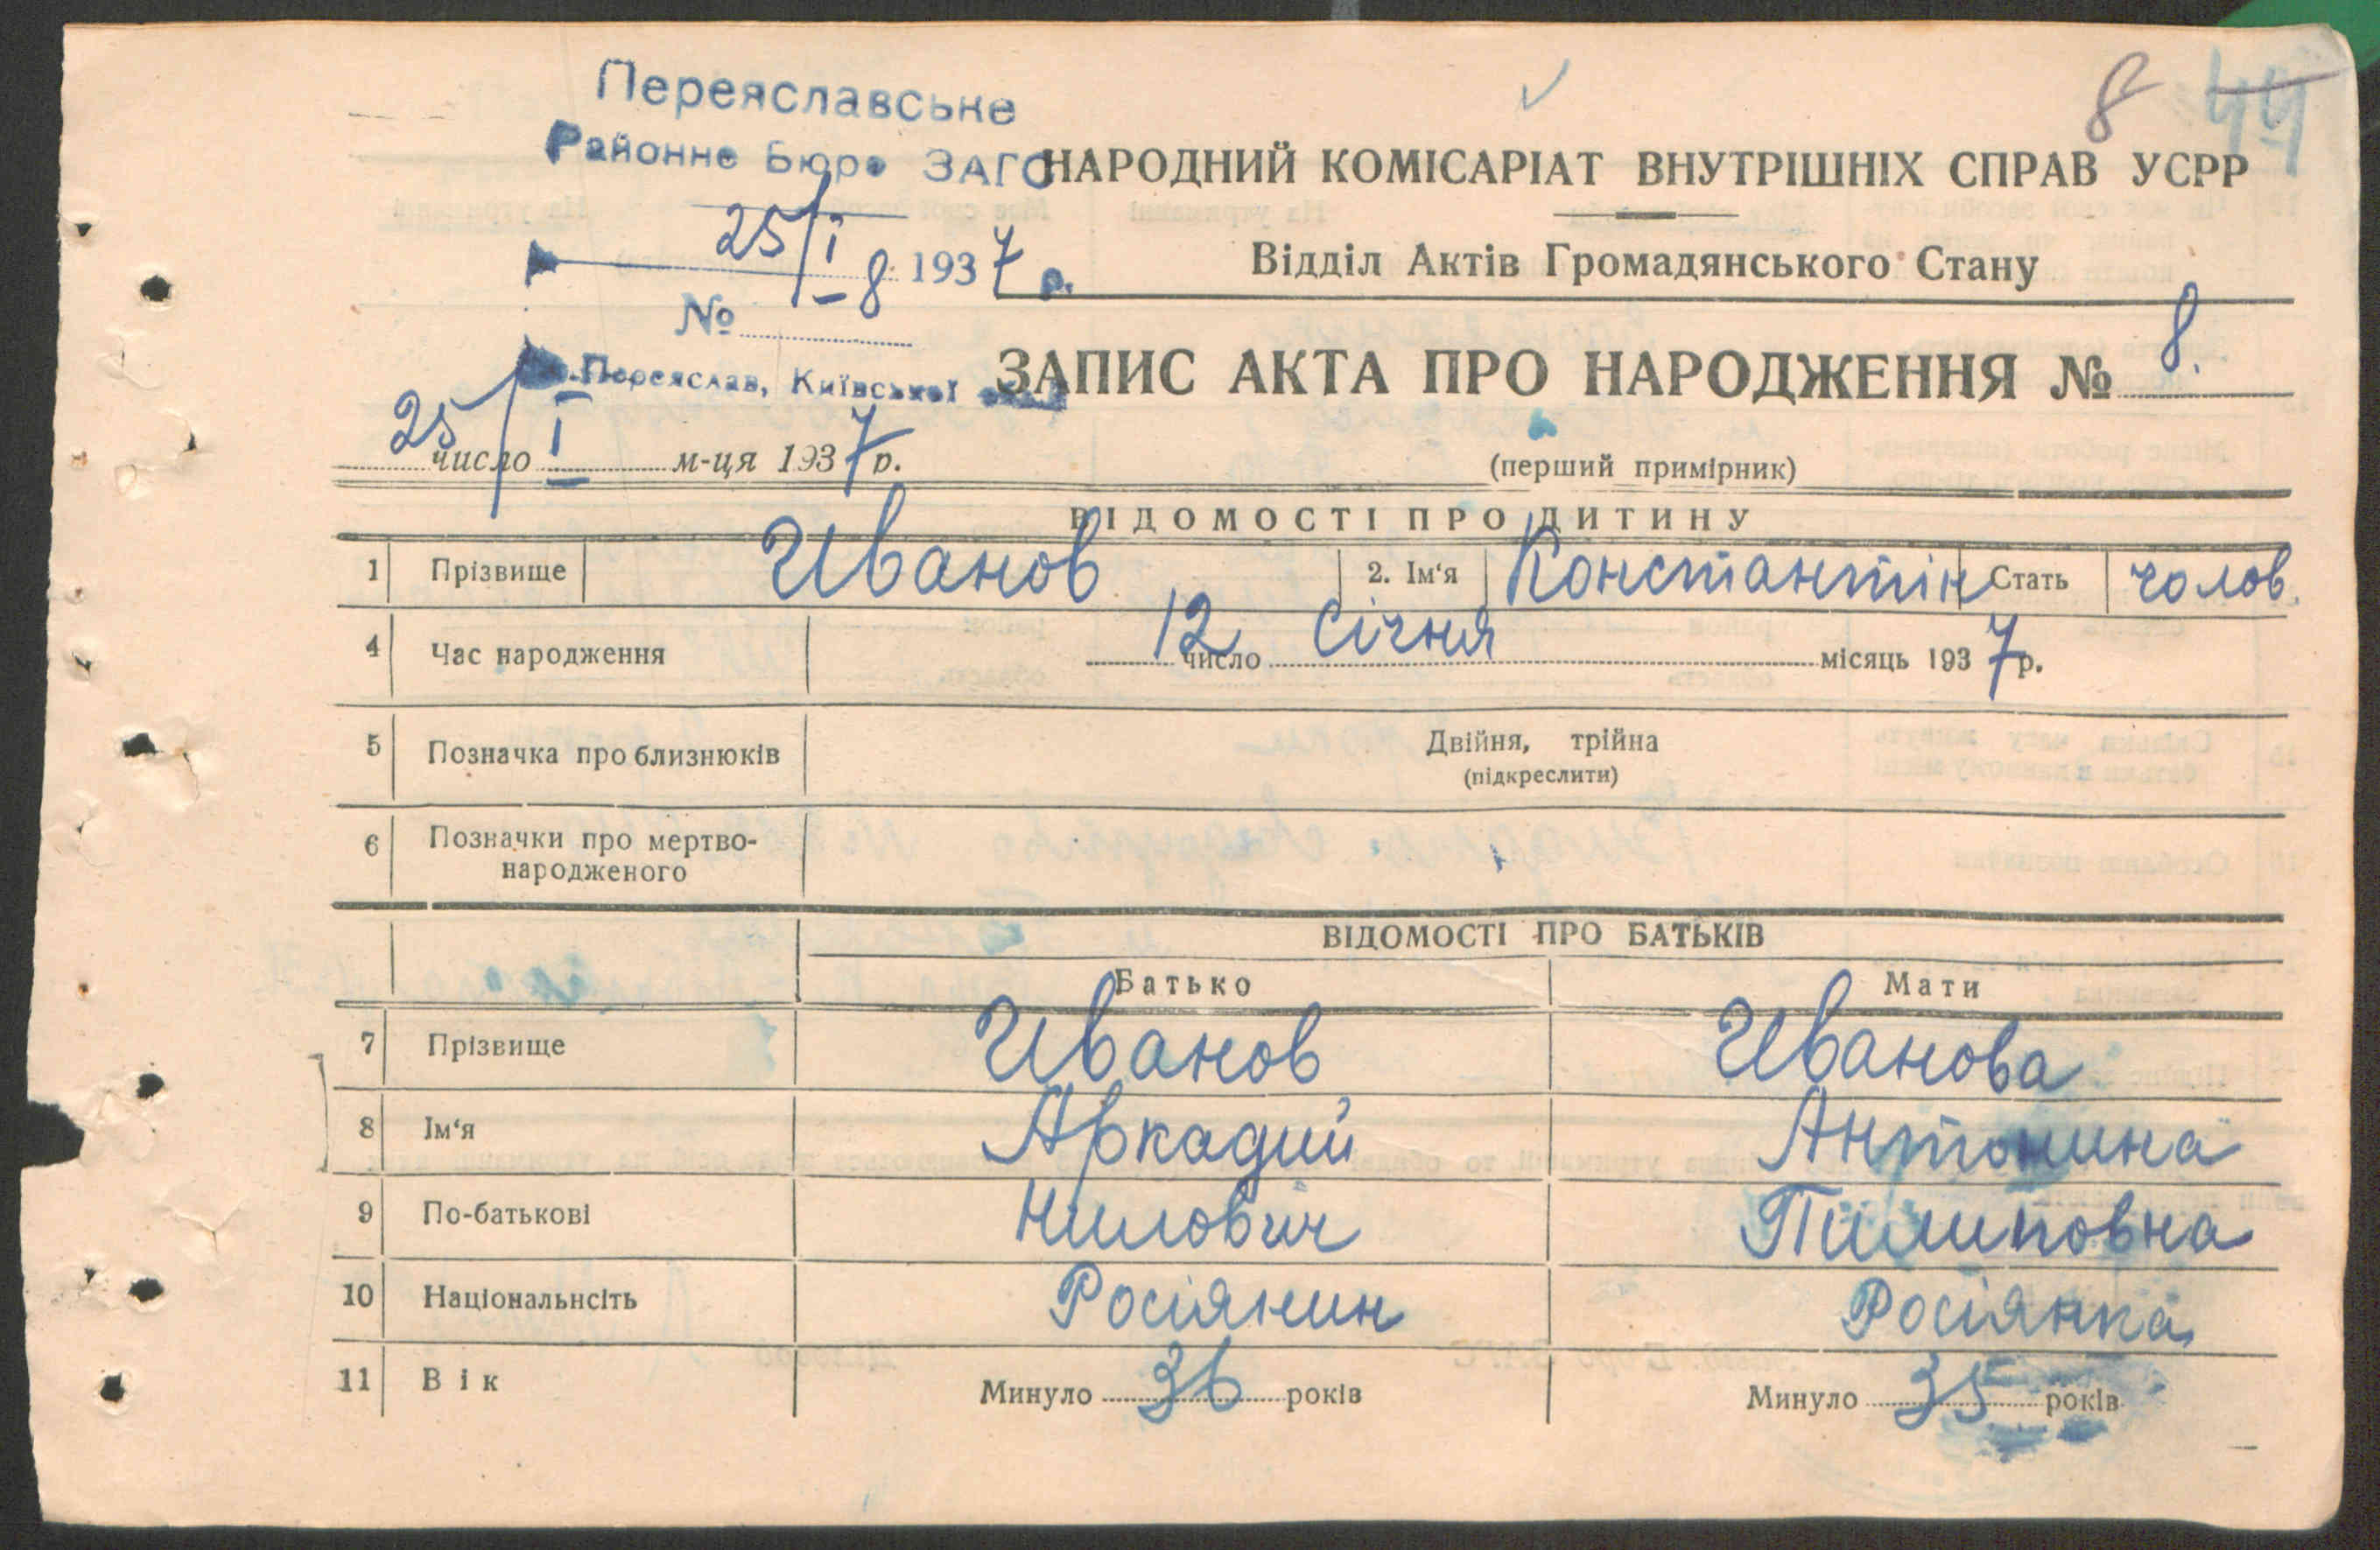 8 44
Переяславське
Районне Бюро ЗАГС
25/I 8 1937 р.
№
Переяслав, Київської
НАРОДНИЙ КОМІСАРІАТ ВНУТРІШНІХ СПРАВ УСРР
Відділ Актів Громадянського Стану
ЗАПИС АКТА ПРО НАРОДЖЕННЯ № 8.
25 число I м-ця 1937 р.
(перший примірник)
ВІДОМОСТІ ПРО ДИТИНУ
1 Прізвище Иванов 2. Ім'я Константін Стать чолов.
4 Час народження 12 число січня місяць 1937 р.
5 Позначка про близнюків Двійня, трійна
(підкреслити)
6 Позначки про мертво-
народженого
ВІДОМОСТІ ПРО БАТЬКІВ
Батько Мати
7 Прізвище Иванов Иванова
8 Ім'я Аркадий Антонина
9 По-батькові Нилович Пилиповна
10 Національнсіть Росіянин Росіянка
11 Вік Минуло 36 років Минуло 35 років